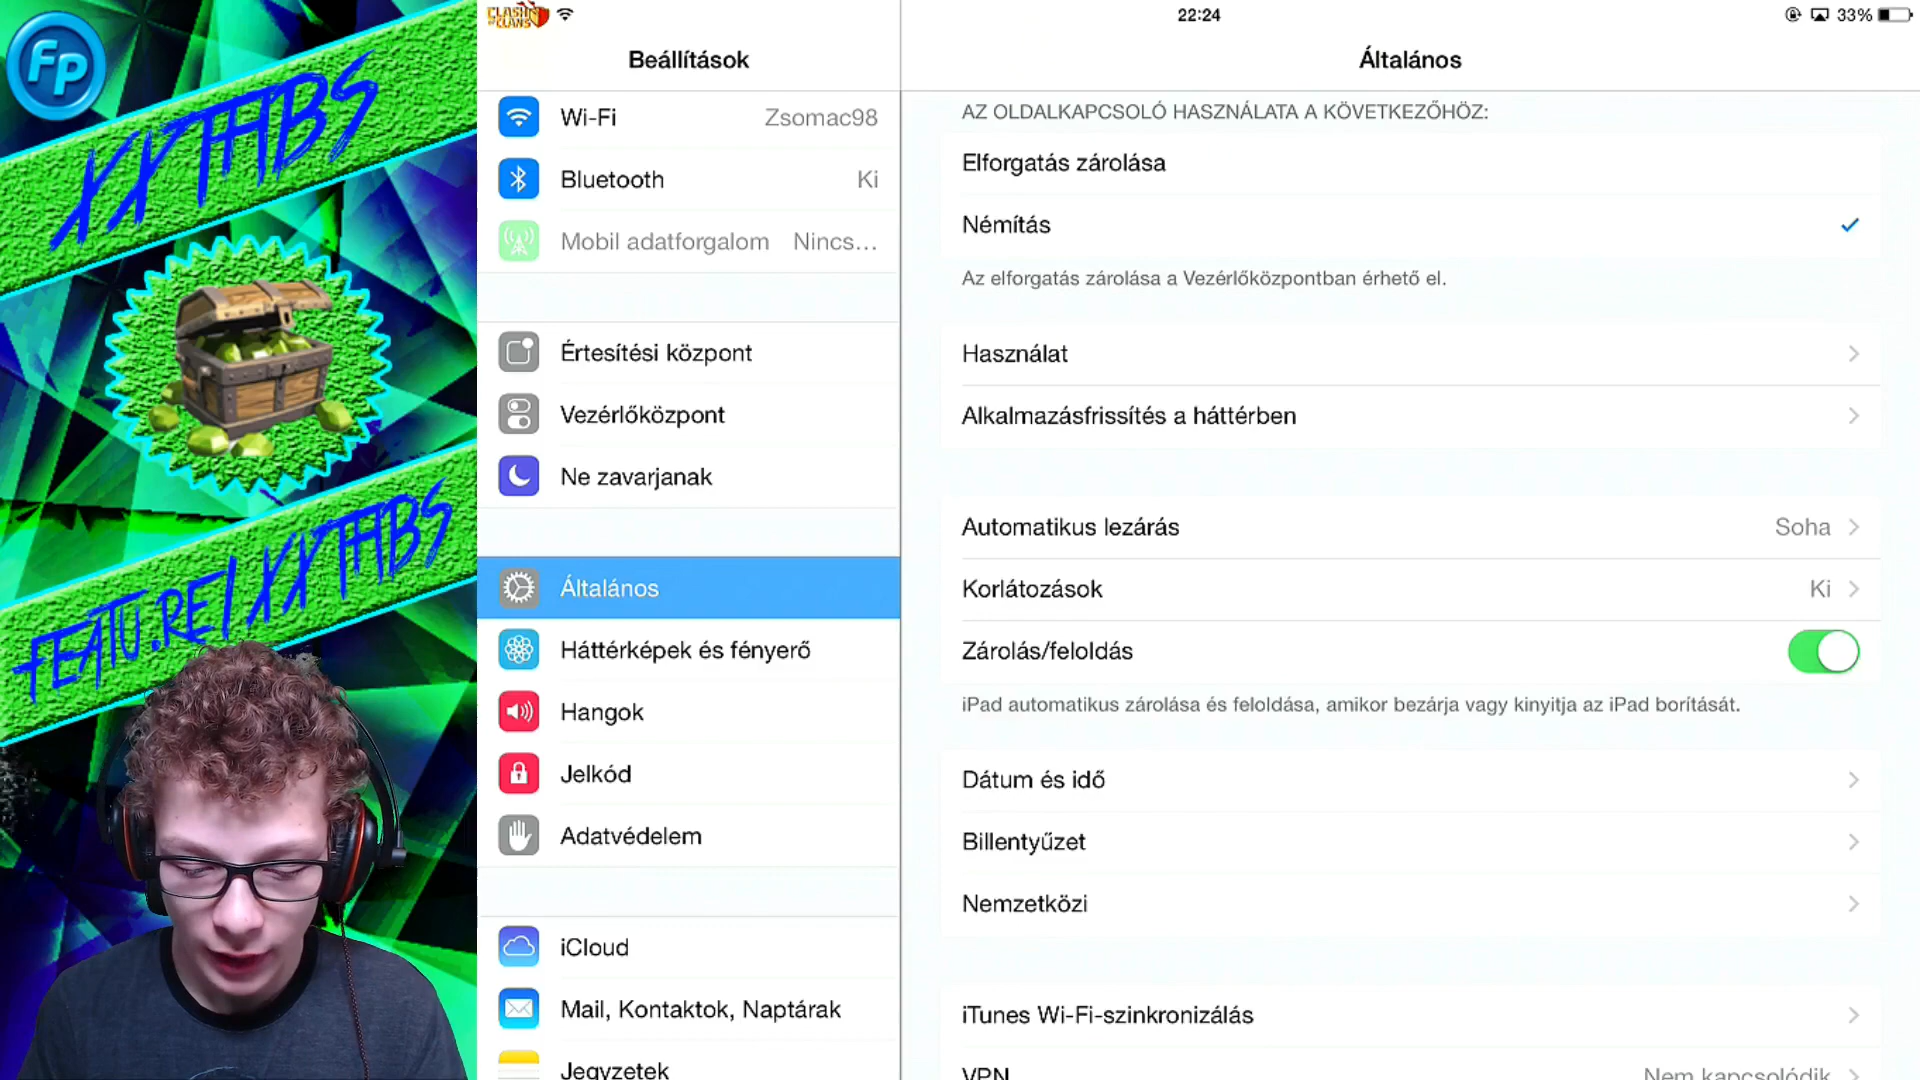 Fp
XXTHBS
FEATU.RE/XXTHBS
CLASH OF CLANS
22:24
33%
Beállítások
Wi-Fi Zsomac98
Bluetooth Ki
Mobil adatforgalom Nincs...
Értesítési központ
Vezérlőközpont
Ne zavarjanak
Általános
Háttérképek és fényerő
Hangok
Jelkód
Adatvédelem
iCloud
Mail, Kontaktok, Naptárak
Jegyzetek
Általános
AZ OLDALKAPCSOLÓ HASZNÁLATA A KÖVETKEZŐHÖZ:
Elforgatás zárolása
Némítás
Az elforgatás zárolása a Vezérlőközpontban érhető el.
Használat
Alkalmazásfrissítés a háttérben
Automatikus lezárás Soha
Korlátozások Ki
Zárolás/feloldás
iPad automatikus zárolása és feloldása, amikor bezárja vagy kinyitja az iPad borítását.
Dátum és idő
Billentyűzet
Nemzetközi
iTunes Wi-Fi-szinkronizálás
VPN Nem kapcsolódik